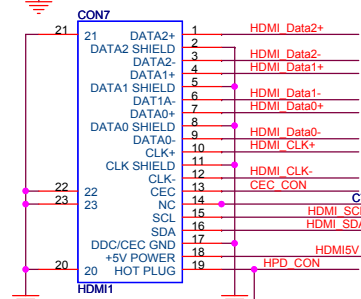 CON7
21 21 DATA2+ 1 HDMI_Data2+
DATA2 SHIELD 2
DATA2- 3 HDMI_Data2-
DATA1+ 4 HDMI_Data1+
DATA1 SHIELD 5
DAT1A- 6 HDMI_Data1-
DATA0+ 7 HDMI_Data0+
DATA0 SHIELD 8
DATA0- 9 HDMI_Data0-
CLK+ 10 HDMI_CLK+
CLK SHIELD 11
CLK- 12 HDMI_CLK-
22 22 CEC 13 CEC_CON
23 23 NC 14 C
SCL 15 HDMI_SCL
SDA 16 HDMI_SDA
DDC/CEC GND 17
+5V POWER 18 HDMI5V
20 20 HOT PLUG 19 HPD_CON
HDMI1